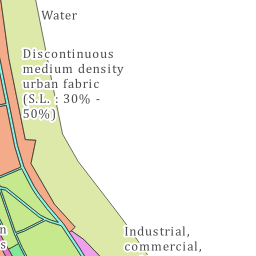 Water
Discontinuous
medium density
urban fabric
(S.L. : 30% -
50%)
n
s
Industrial,
commercial,